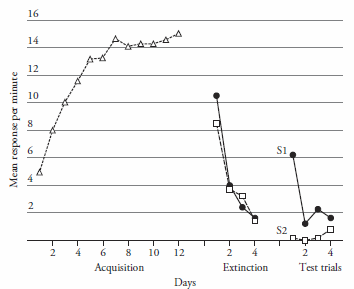 16
14
12
10
8
6
4
2
Mean response per minute
S1
S2
2 4 6 8 10 12 2 4 2 4
Acquisition Extinction Test trials
Days